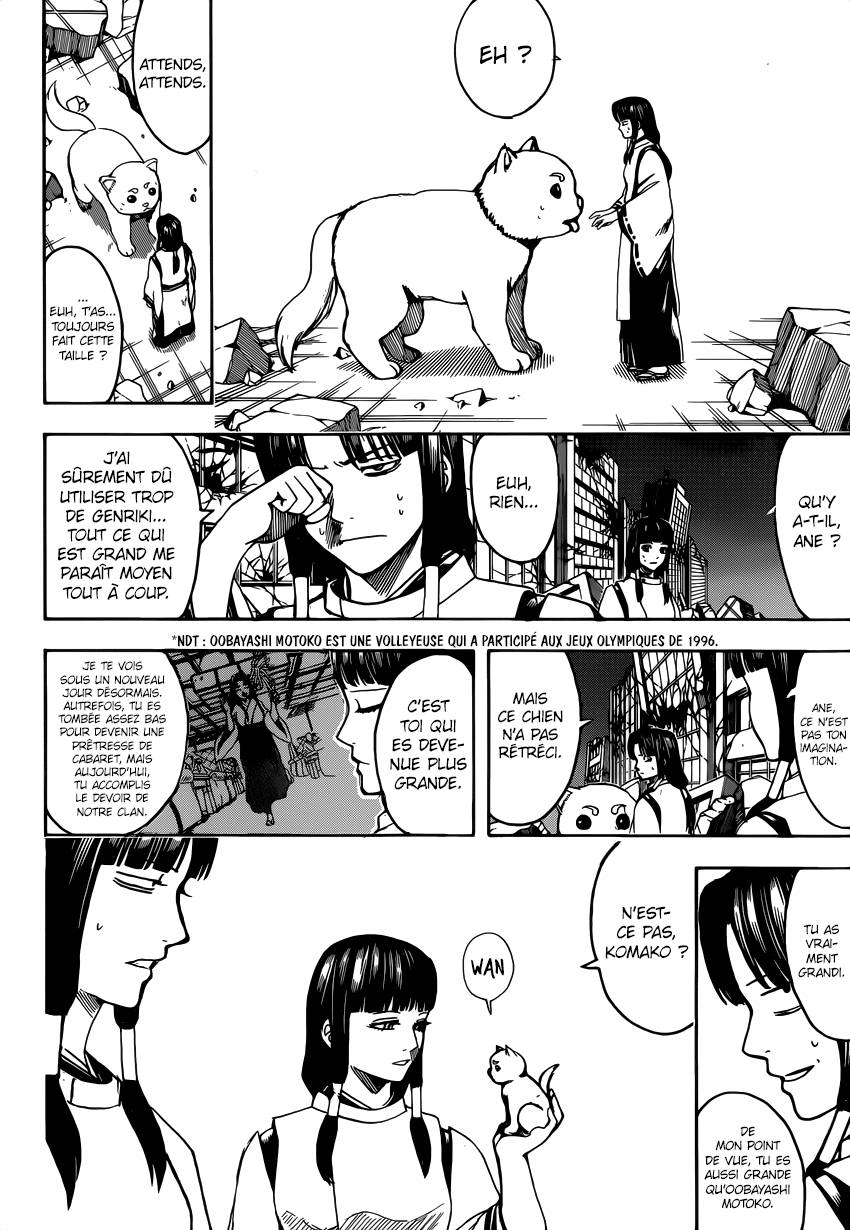 EH ?
ATTENDS,
ATTENDS.
...
EUH, T'AS...
TOUJOURS
FAIT CETTE
TAILLE ?
QU'Y
A-T-IL,
ANE ?
EUH,
RIEN...
J'AI
SÛREMENT DÛ
UTILISER TROP
DE GENRIKI...
TOUT CE QUI
EST GRAND ME
PARAÎT MOYEN
TOUT À COUP.
*NDT : OOBAYASHI MOTOKO EST UNE VOLLEYEUSE QUI A PARTICIPÉ AUX JEUX OLYMPIQUES DE 1996.
ANE,
CE N'EST
PAS TON
IMAGINA-
TION.
MAIS
CE CHIEN
N'A PAS
RÉTRÉCI.
C'EST
TOI QUI
ES DEVE-
NUE PLUS
GRANDE.
JE TE VOIS
SOUS UN NOUVEAU
JOUR DÉSORMAIS.
AUTREFOIS, TU ES
TOMBÉE ASSEZ BAS
POUR DEVENIR UNE
PRÊTRESSE DE
CABARET, MAIS
AUJOURD'HUI,
TU ACCOMPLIS
LE DEVOIR DE
NOTRE CLAN.
TU AS
VRAI-
MENT
GRANDI.
DE
MON POINT
DE VUE, TU ES
AUSSI GRANDE
QU'OOBAYASHI
MOTOKO.
N'EST-
CE PAS,
KOMAKO ?
WAN